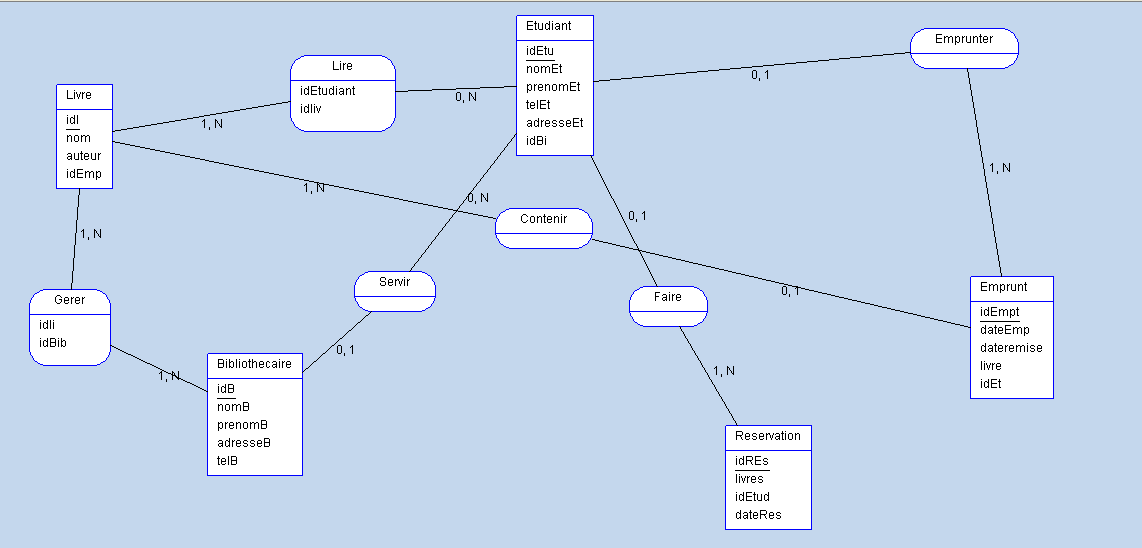 Etudiant
idEtu
nomEt
prenomEt
telEt
adresseEt
idBi
Emprunter
Lire
idEtudiant
idliv
Livre
idl
nom
auteur
idEmp
0, 1
0, N
1, N
1, N
1, N
0, N
Contenir
0, 1
1, N
Servir
Faire
0, 1
Gerer
idli
idBib
Emprunt
idEmpt
dateEmp
dateremise
livre
idEt
0, 1
1, N
1, N
Bibliothecaire
idB
nomB
prenomB
adresseB
telB
Reservation
idREs
livres
idEtud
dateRes